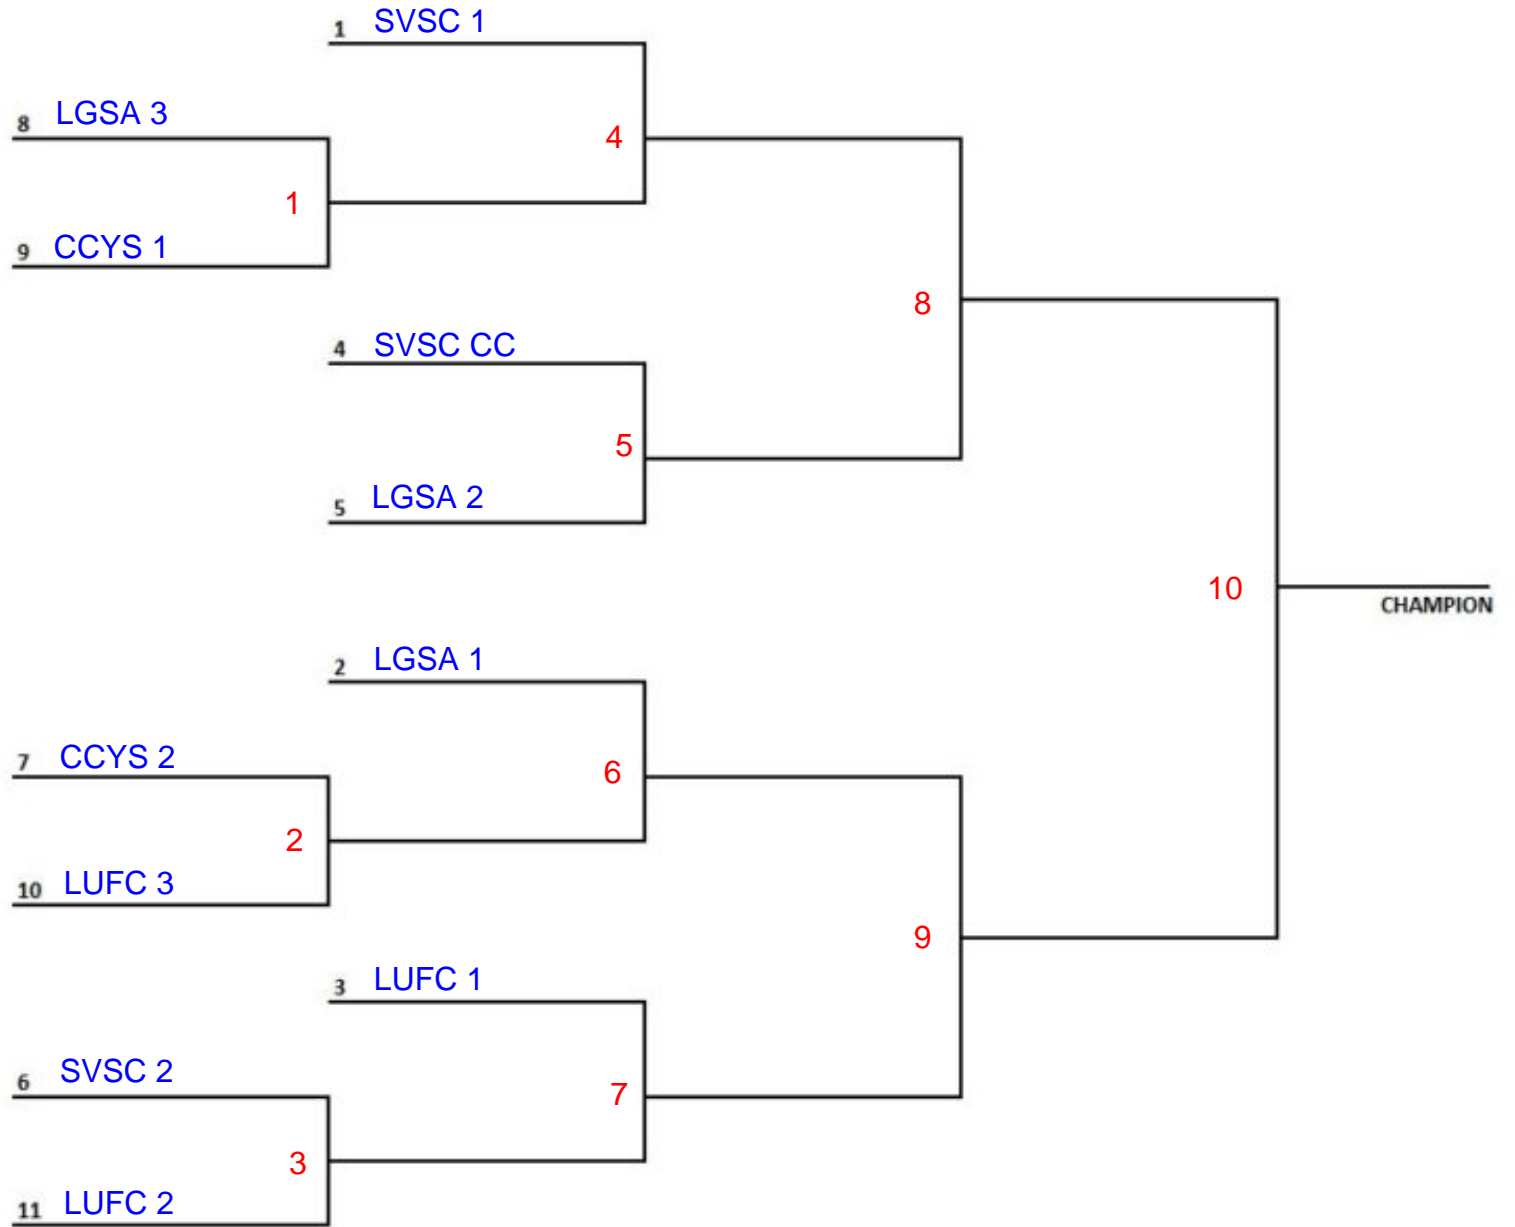 1 SVSC 1
8 LGSA 3
4
1
9 CCYS 1
8
4 SVSC CC
5
5 LGSA 2
10
CHAMPION
2 LGSA 1
7 CCYS 2
6
2
10 LUFC 3
9
3 LUFC 1
6 SVSC 2
7
3
11 LUFC 2